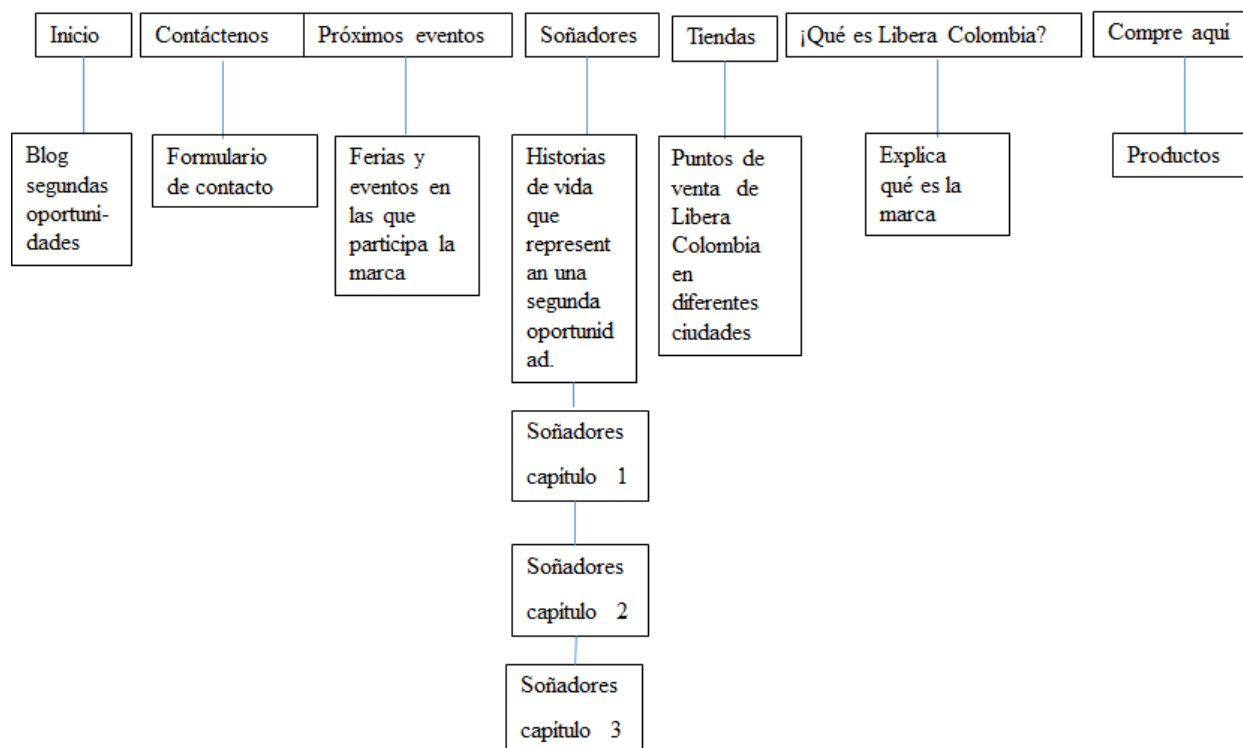 Inicio
Contáctenos
Próximos eventos
Soñadores
Tiendas
¡Qué es Libera Colombia?
Compre aquí
Blog
segundas
oportuni-
dades
Formulario
de contacto
Ferias y
eventos en
las que
participa la
marca
Historias
de vida
que
represent
an una
segunda
oportunid
ad.
Puntos de
venta de
Libera
Colombia
en
diferentes
ciudades
Explica
qué es la
marca
Productos
Soñadores
capítulo 1
Soñadores
capítulo 2
Soñadores
capítulo 3